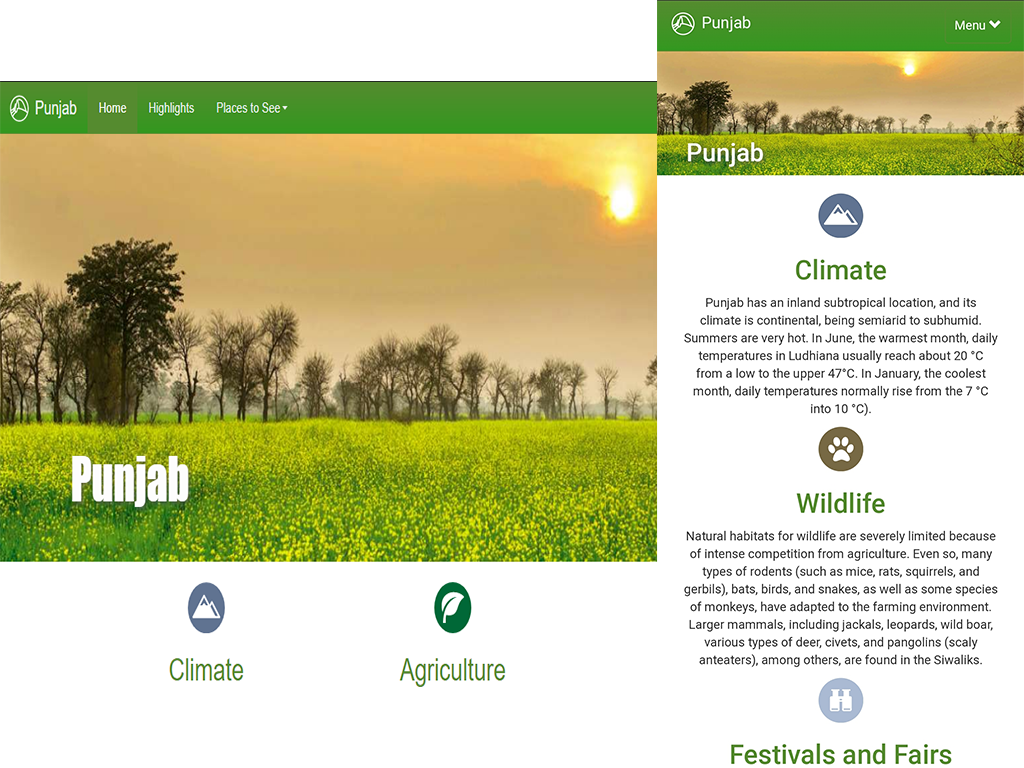 Punjab Home Highlights Places to See
Punjab
Climate Agriculture
Punjab Menu
Punjab
Climate
Punjab has an inland subtropical location, and its
climate is continental, being semiarid to subhumid.
Summers are very hot. In June, the warmest month, daily
temperatures in Ludhiana usually reach about 20 °C
from a low to the upper 47°C. In January, the coolest
month, daily temperatures normally rise from the 7 °C
into 10 °C).
Wildlife
Natural habitats for wildlife are severely limited because
of intense competition from agriculture. Even so, many
types of rodents (such as mice, rats, squirrels, and
gerbils), bats, birds, and snakes, as well as some species
of monkeys, have adapted to the farming environment.
Larger mammals, including jackals, leopards, wild boar,
various types of deer, civets, and pangolins (scaly
anteaters), among others, are found in the Siwaliks.
Festivals and Fairs